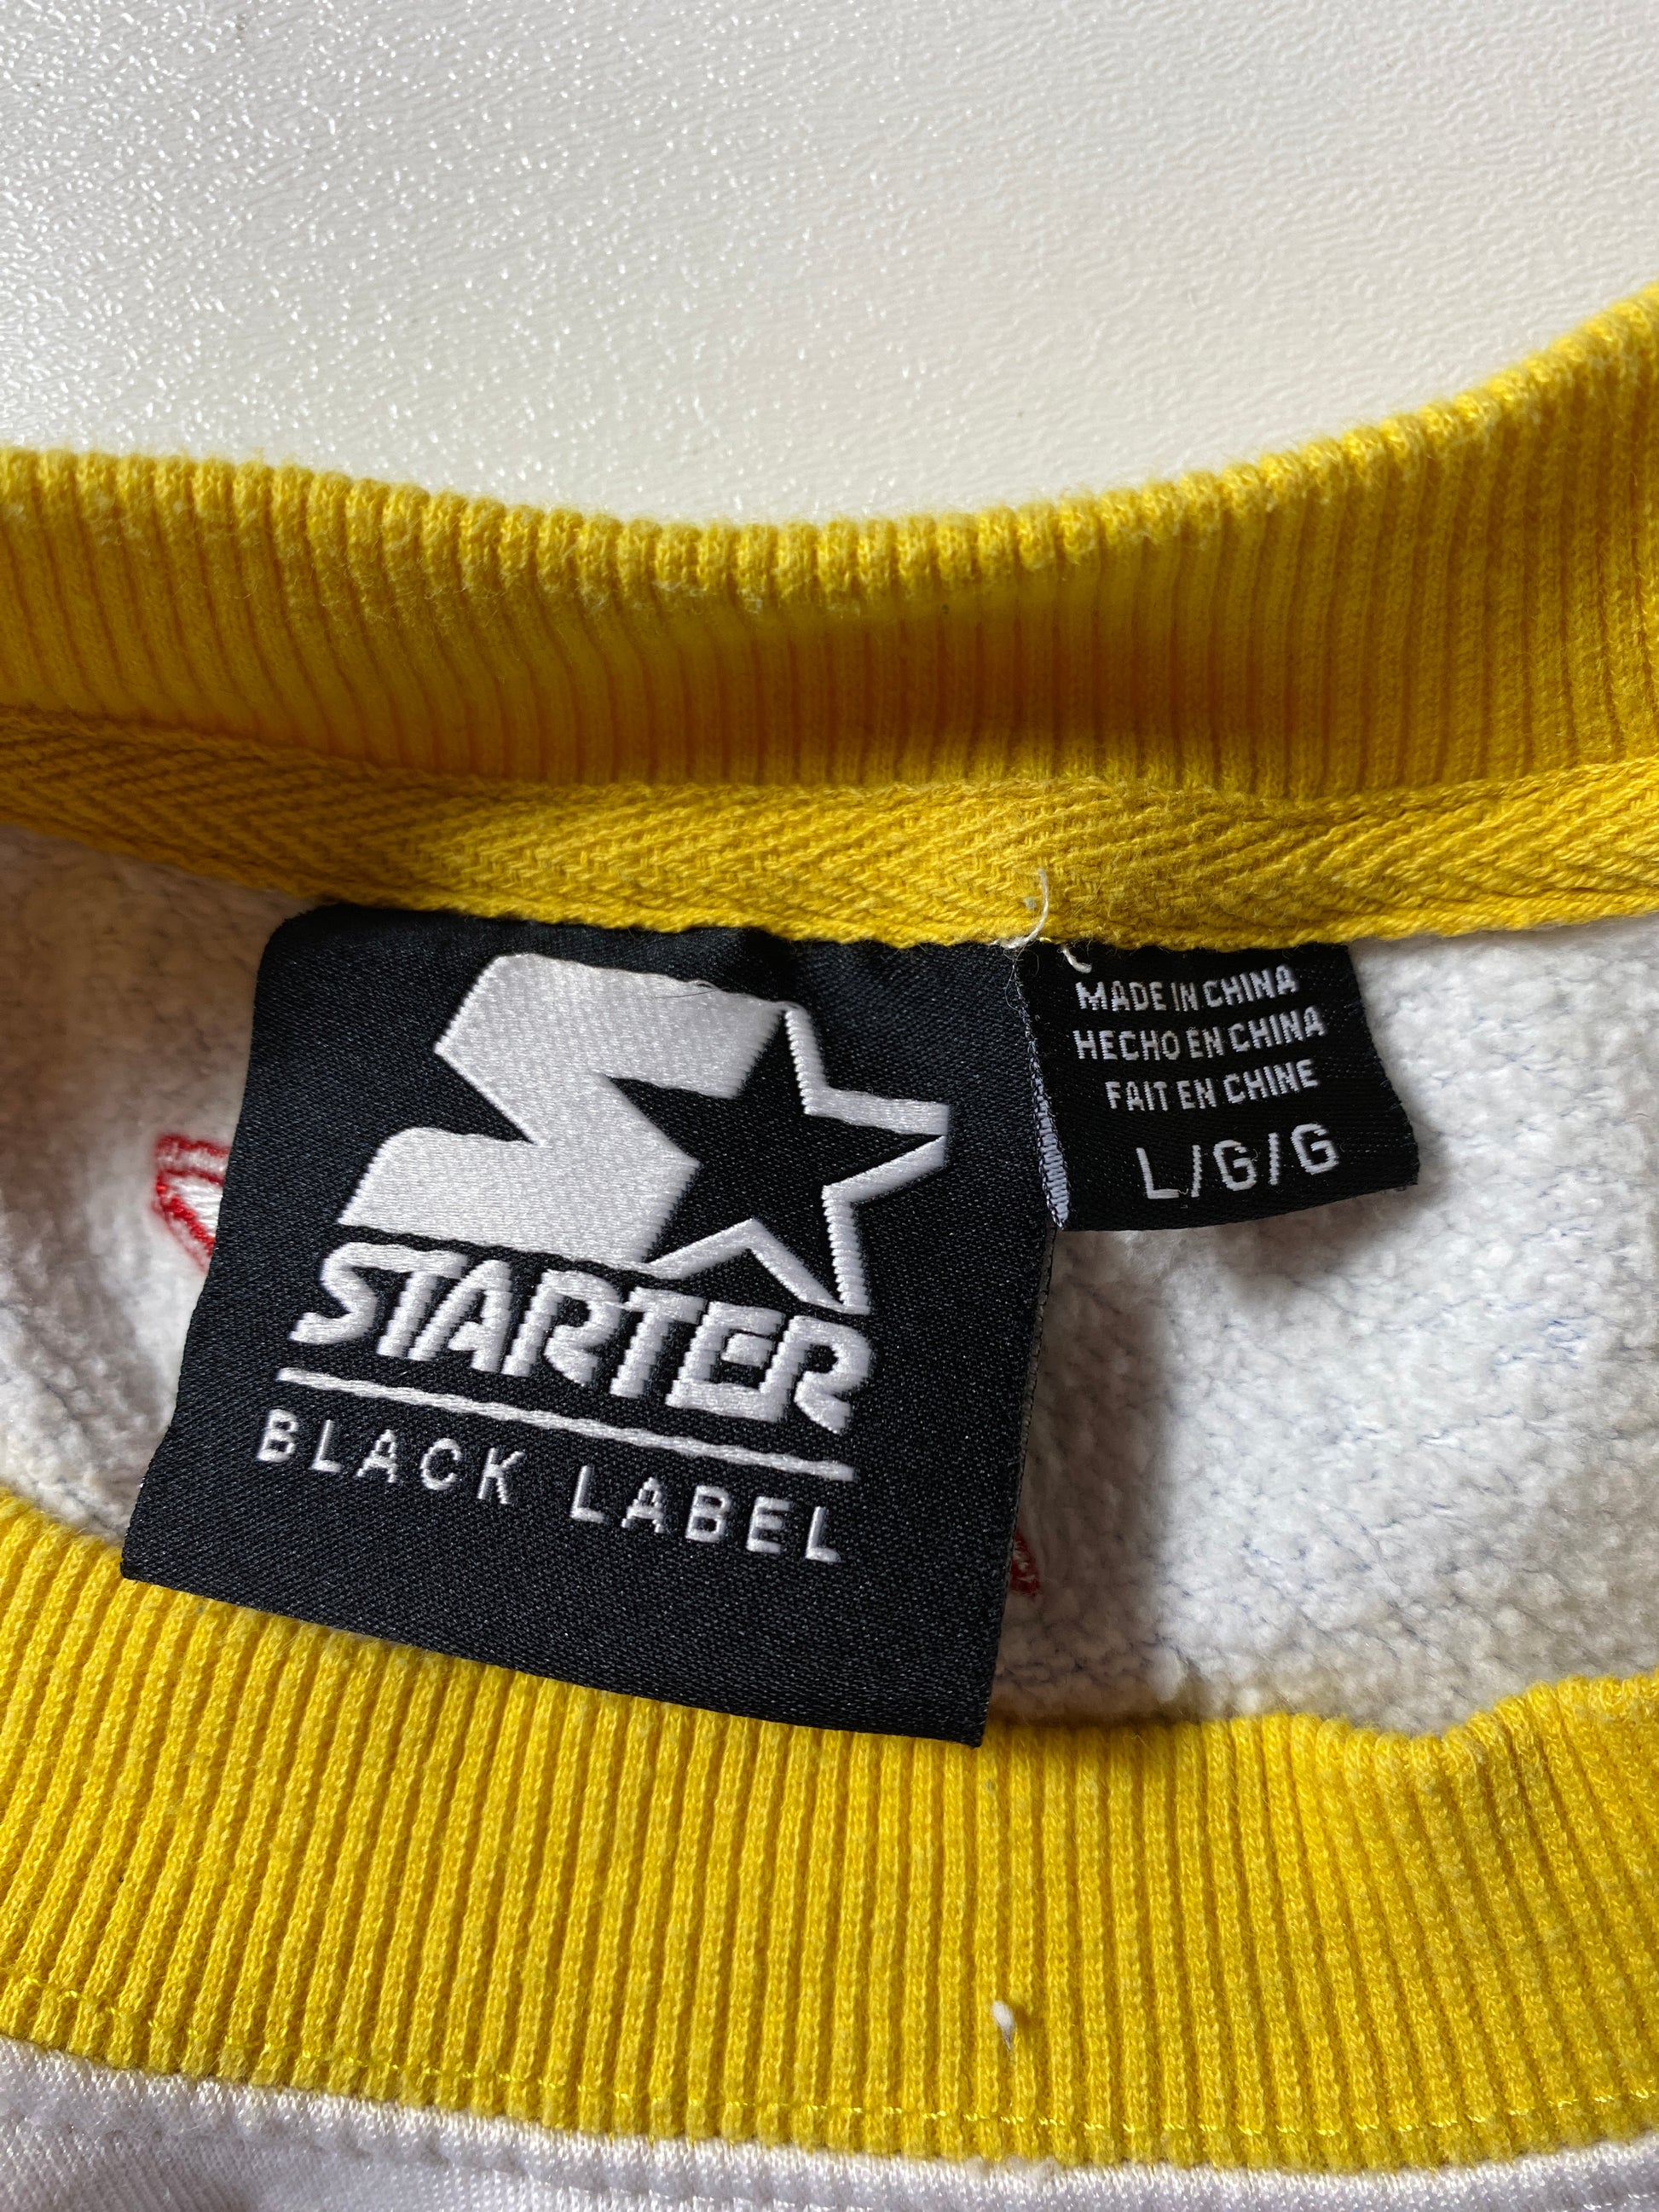 STARTER
BLACK LABEL
MADE IN CHINA
HECHO EN CHINA
FAIT EN CHINE
L/G/G